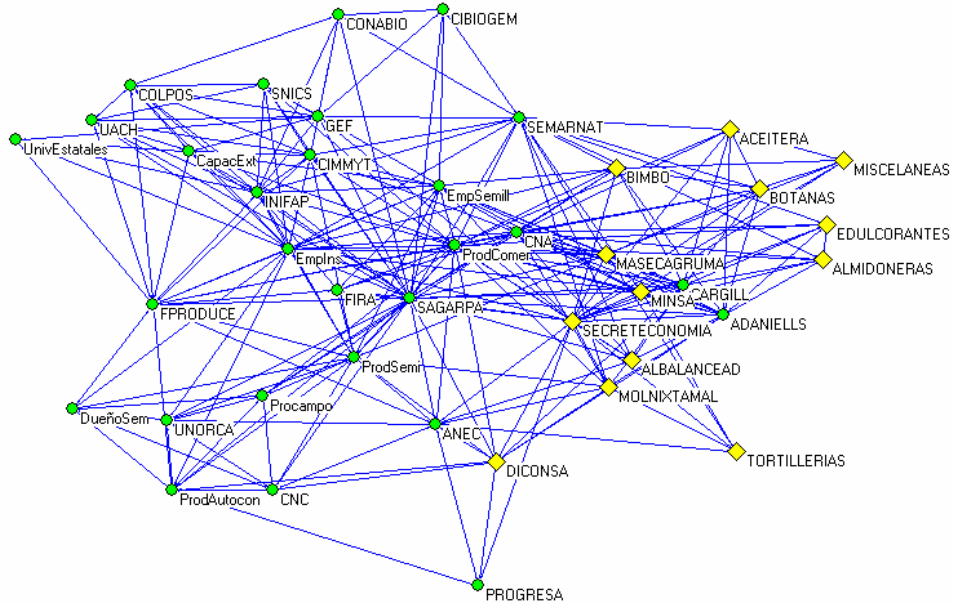 CONABIO
CIBIOGEM
COLPOS
SNICS
GEF
SEMARNAT
UACH
ACEITERA
UnivEstatales
CapacExt
CIMMYT
BIMBO
MISCELANEAS
INIFAP
EmpSemill
BOTANAS
EDULCORANTES
CNA
EmpIns
ProdComer
MASECAGRUMA
ALMIDONERAS
FIRA
SAGARPA
MINSA
CARGILL
FPRODUCE
SECRETECONOMIA
ADANIELLS
ProdSemi
ALBALANCEAD
MOLNIXTAMAL
Procampo
DueñoSem
UNORCA
ANEC
TORTILLERIAS
DICONSA
ProdAutocon
CNC
PROGRESA